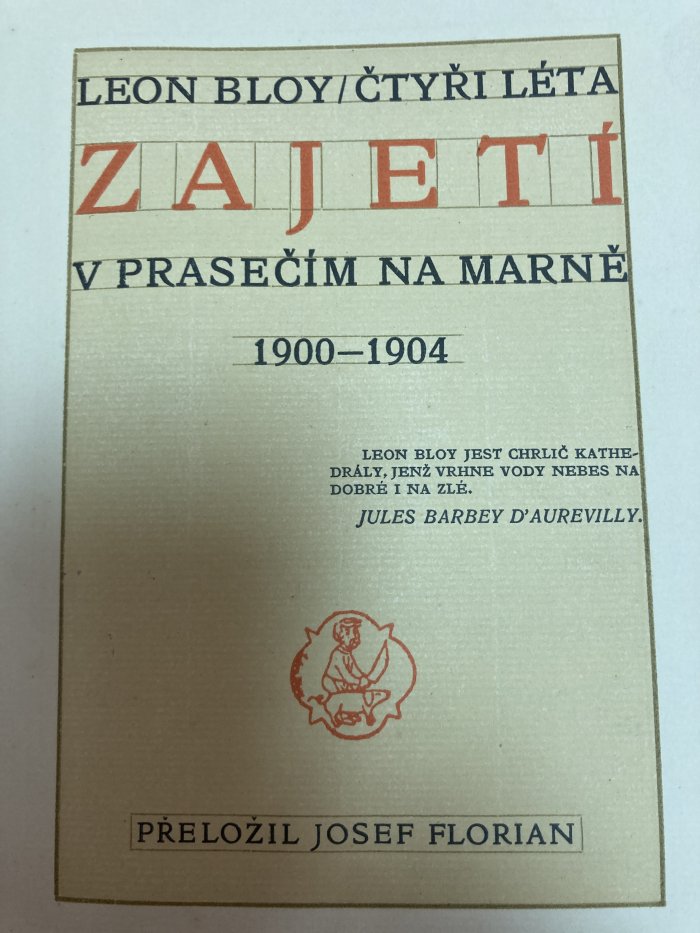 LEON BLOY/ČTYŘI LÉTA
ZAJETÍ
V PRASEČÍM NA MARNĚ
1900—1904
LEON BLOY JEST CHRLIČ KATHE-
DRÁLY, JENŽ VRHNE VODY NEBES NA
DOBRÉ I NA ZLÉ.
JULES BARBEY D'AUREVILLY.
PŘELOŽIL JOSEF FLORIAN